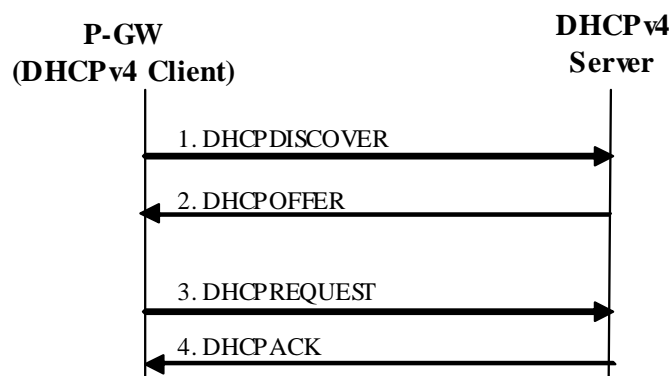 P-GW
(DHCPv4 Client)
DHCPv4
Server
1. DHCPDISCOVER
2. DHCPOFFER
3. DHCPREQUEST
4. DHCPACK